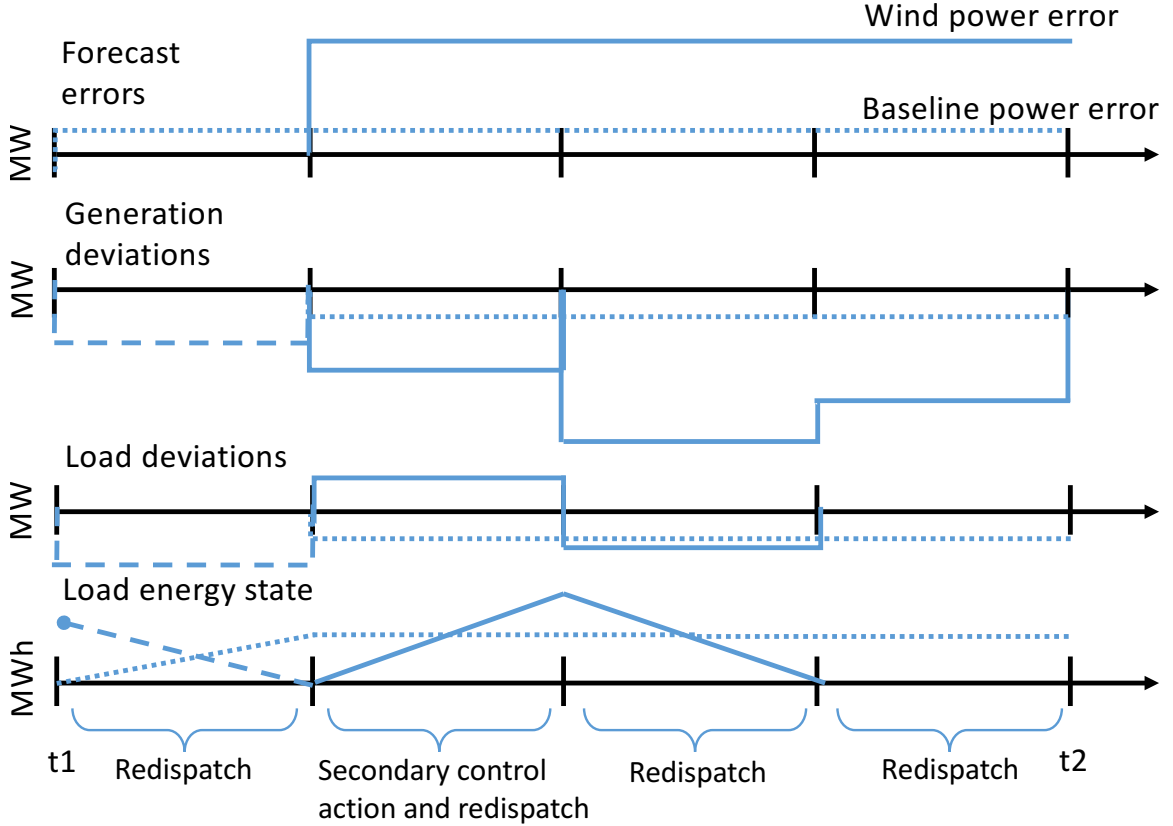 Wind power error
Forecast
errors
Baseline power error
MW
Generation
deviations
MW
Load deviations
MW
Load energy state
MWh
t1
Redispatch
Secondary control
action and redispatch
Redispatch
Redispatch
t2